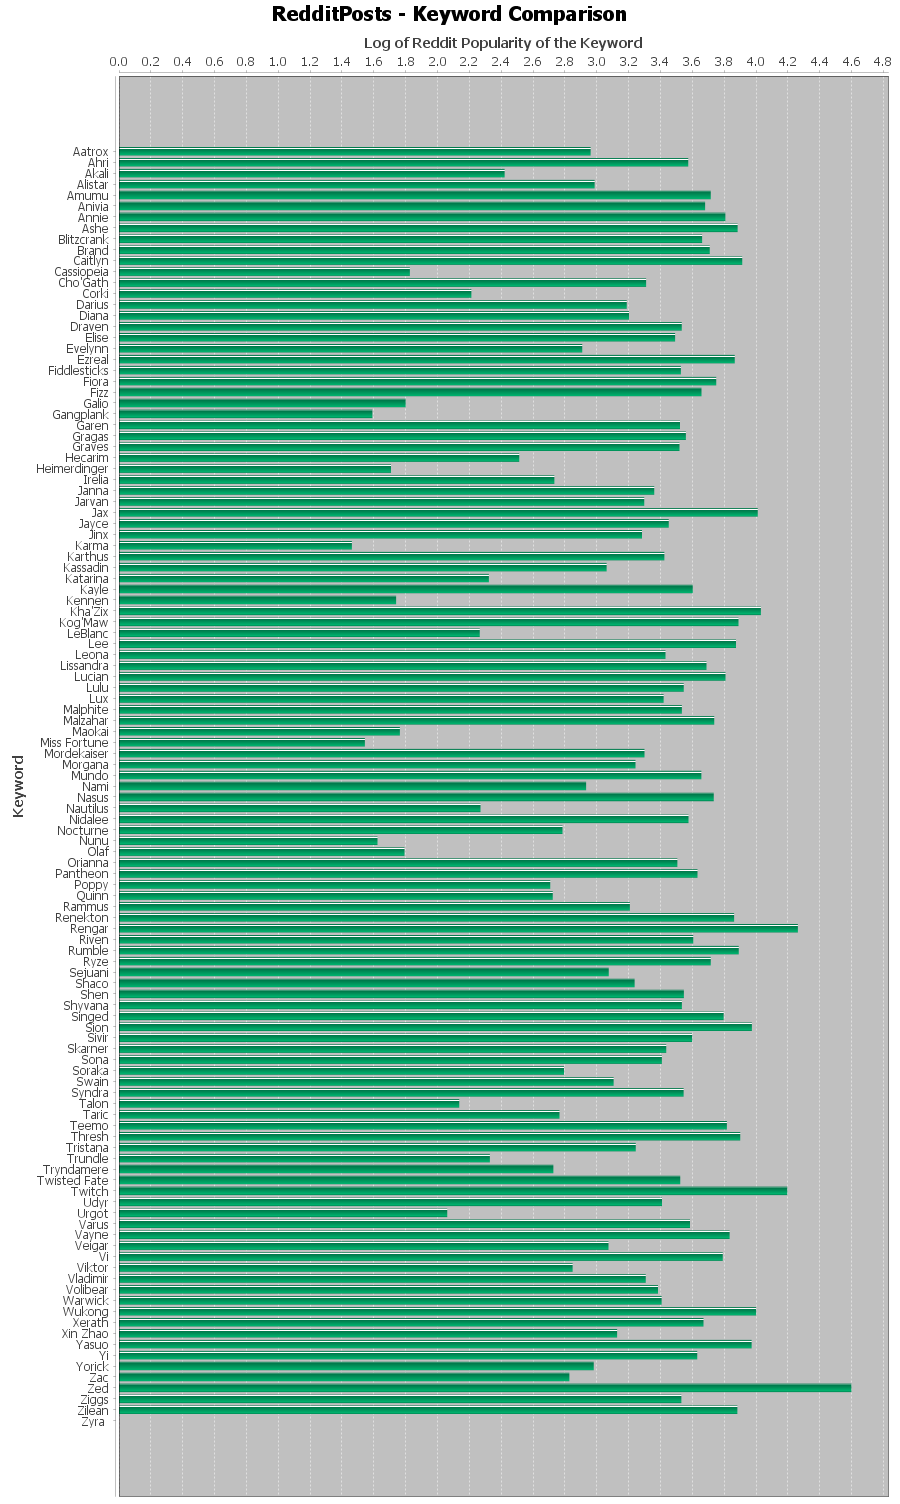 RedditPosts - Keyword Comparison
Log of Reddit Popularity of the Keyword
0.0 0.2 0.4 0.6 0.8 1.0 1.2 1.4 1.6 1.8 2.0 2.2 2.4 2.6 2.8 3.0 3.2 3.4 3.6 3.8 4.0 4.2 4.4 4.6 4.8
Keyword
Aatrox
Ahri
Akali
Alistar
Amumu
Anivia
Annie
Ashe
Blitzcrank
Brand
Caitlyn
Cassiopeia
Cho'Gath
Corki
Darius
Diana
Draven
Elise
Evelynn
Ezreal
Fiddlesticks
Fiora
Fizz
Galio
Gangplank
Garen
Gragas
Graves
Hecarim
Heimerdinger
Irelia
Janna
Jarvan
Jax
Jayce
Jinx
Karma
Karthus
Kassadin
Katarina
Kayle
Kennen
Kha'Zix
Kog'Maw
LeBlanc
Lee
Leona
Lissandra
Lucian
Lulu
Lux
Malphite
Malzahar
Maokai
Miss Fortune
Mordekaiser
Morgana
Mundo
Nami
Nasus
Nautilus
Nidalee
Nocturne
Nunu
Olaf
Orianna
Pantheon
Poppy
Quinn
Rammus
Renekton
Rengar
Riven
Rumble
Ryze
Sejuani
Shaco
Shen
Shyvana
Singed
Sion
Sivir
Skarner
Sona
Soraka
Swain
Syndra
Talon
Taric
Teemo
Thresh
Tristana
Trundle
Tryndamere
Twisted Fate
Twitch
Udyr
Urgot
Varus
Vayne
Veigar
Vi
Viktor
Vladimir
Volibear
Warwick
Wukong
Xerath
Xin Zhao
Yasuo
Yi
Yorick
Zac
Zed
Ziggs
Zilean
Zyra